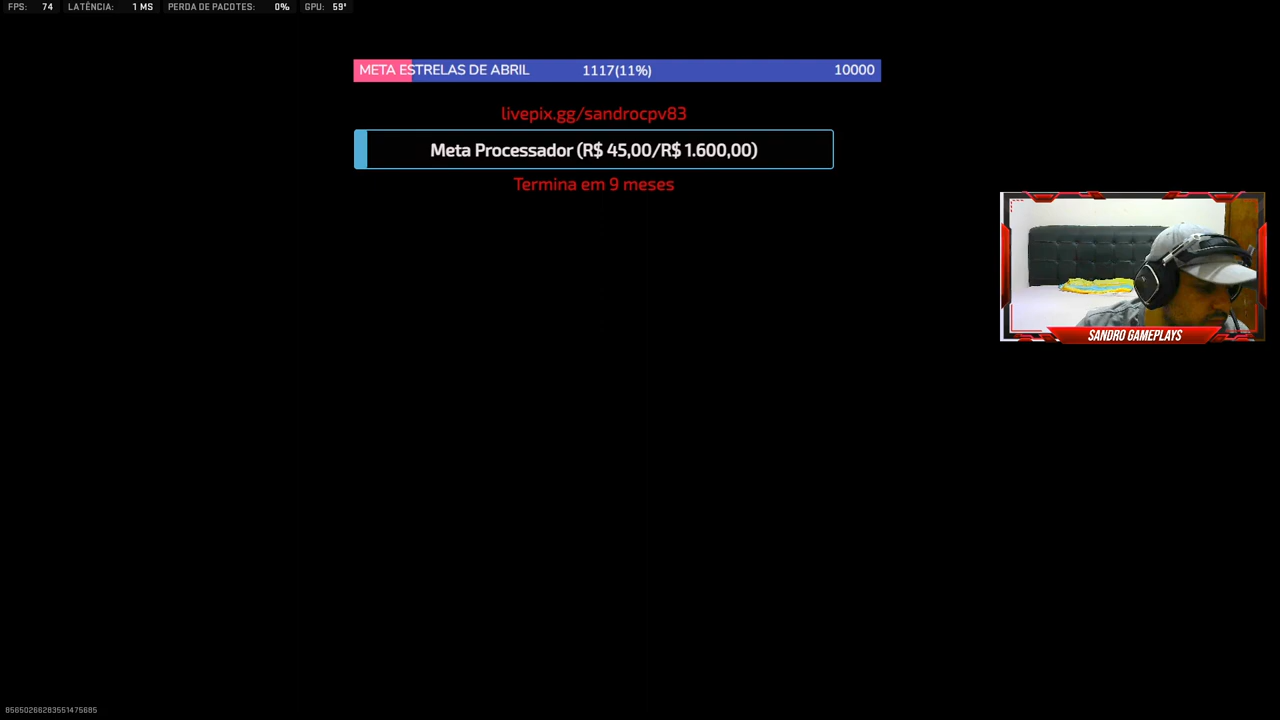 FPS: 74 LATÊNCIA: 1 MS PERDA DE PACOTES: 0% GPU: 59°
META ESTRELAS DE ABRIL 1117(11%) 10000
livepix.gg/sandrocpv83
Meta Processador (R$ 45,00/R$ 1.600,00)
Termina em 9 meses
SANDRO GAMEPLAYS
85650266283551475685